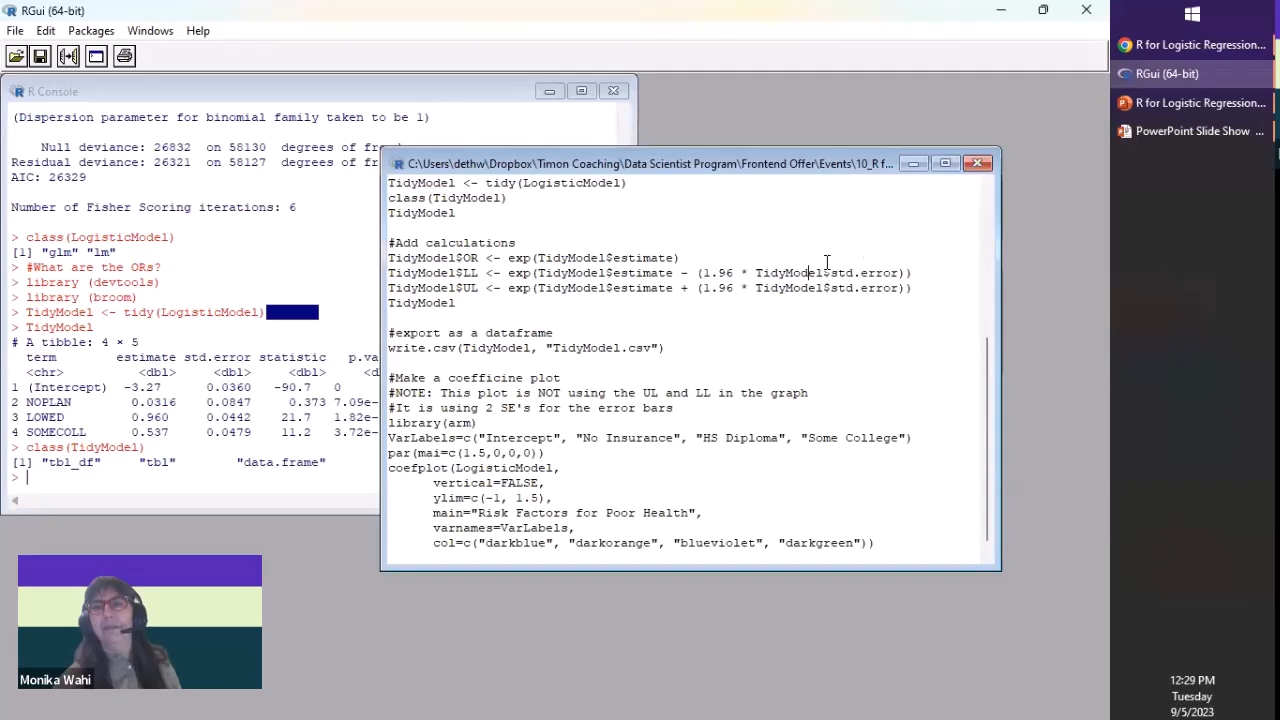 RGui (64-bit)
File Edit Packages Windows Help
R Console
(Dispersion parameter for binomial family taken to be 1)
Null deviance: 26832 on 58130 degrees of fre
Residual deviance: 26321 on 58127 degrees of f
AIC: 26329
Number of Fisher Scoring iterations: 6
> class(LogisticModel)
[1] "glm" "lm"
> #What are the ORs?
> library (devtools)
> library (broom)
> TidyModel <- tidy(LogisticModel)
> TidyModel
# A tibble: 4 × 5
term estimate std.error statistic p.va
<chr> <dbl> <dbl> <dbl> <
1 (Intercept) -3.27 0.0360 -90.7 0
2 NOPLAN 0.0316 0.0847 0.373 7.09e-
3 LOWED 0.960 0.0442 21.7 1.82e-
4 SOMECOLL 0.537 0.0479 11.2 3.72e-
> class(TidyModel)
[1] "tbl_df" "tbl" "data.frame"
>
C:\Users\dethw\Dropbox\Timon Coaching\Data Scientist Program\Frontend Offer\Events\10_R f...
TidyModel <- tidy(LogisticModel)
class(TidyModel)
TidyModel
#Add calculations
TidyModel$OR <- exp(TidyModel$estimate)
TidyModel$LL <- exp(TidyModel$estimate - (1.96 * TidyModel$std.error))
TidyModel$UL <- exp(TidyModel$estimate + (1.96 * TidyModel$std.error))
TidyModel
#export as a dataframe
write.csv(TidyModel, "TidyModel.csv")
#Make a coefficine plot
#NOTE: This plot is NOT using the UL and LL in the graph
#It is using 2 SE's for the error bars
library(arm)
VarLabels=c("Intercept", "No Insurance", "HS Diploma", "Some College")
par(mai=c(1.5,0,0,0))
coefplot(LogisticModel,
vertical=FALSE,
ylim=c(-1, 1.5),
main="Risk Factors for Poor Health",
varnames=VarLabels,
col=c("darkblue", "darkorange", "blueviolet", "darkgreen"))
Monika Wahi
R for Logistic Regression...
RGui (64-bit)
R for Logistic Regression...
PowerPoint Slide Show ...
12:29 PM
Tuesday
9/5/2023